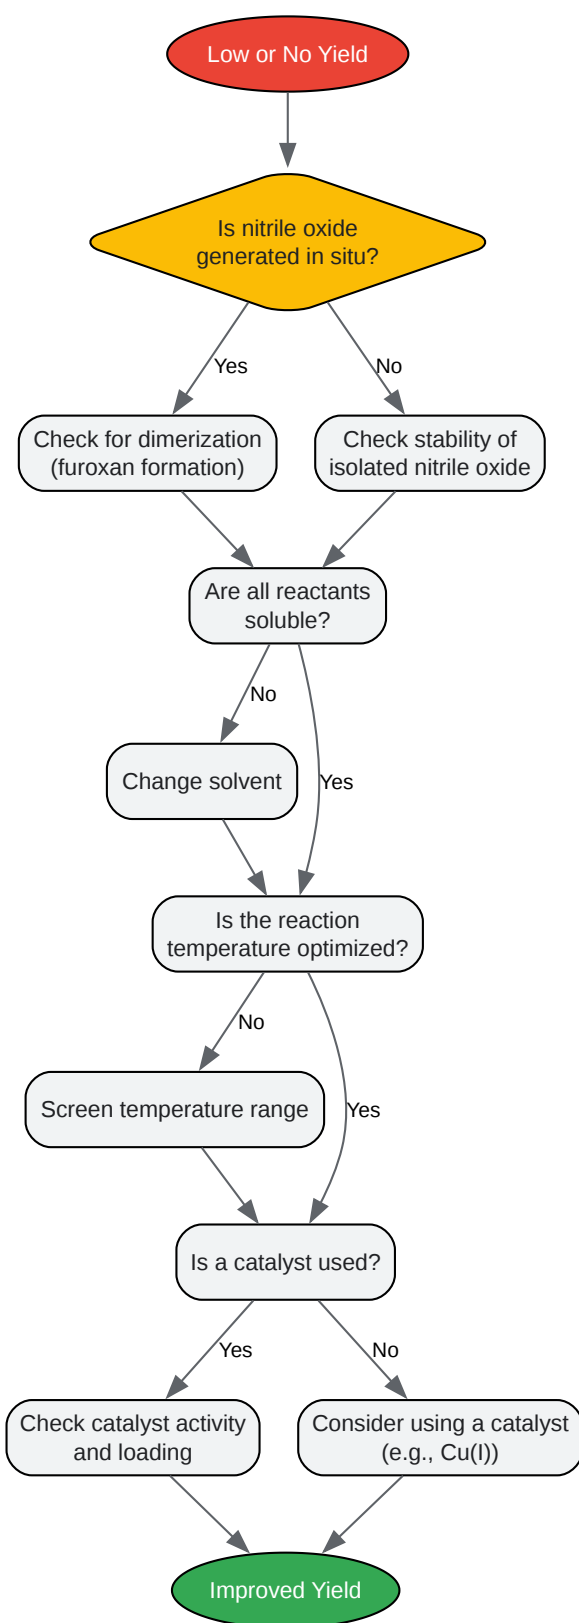 Low or No Yield
Is nitrile oxide
generated in situ?
Yes
No
Check for dimerization
(furoxan formation)
Check stability of
isolated nitrile oxide
Are all reactants
soluble?
No
Change solvent
Yes
Is the reaction
temperature optimized?
No
Screen temperature range
Yes
Is a catalyst used?
Yes
No
Check catalyst activity
and loading
Consider using a catalyst
(e.g., Cu(I))
Improved Yield